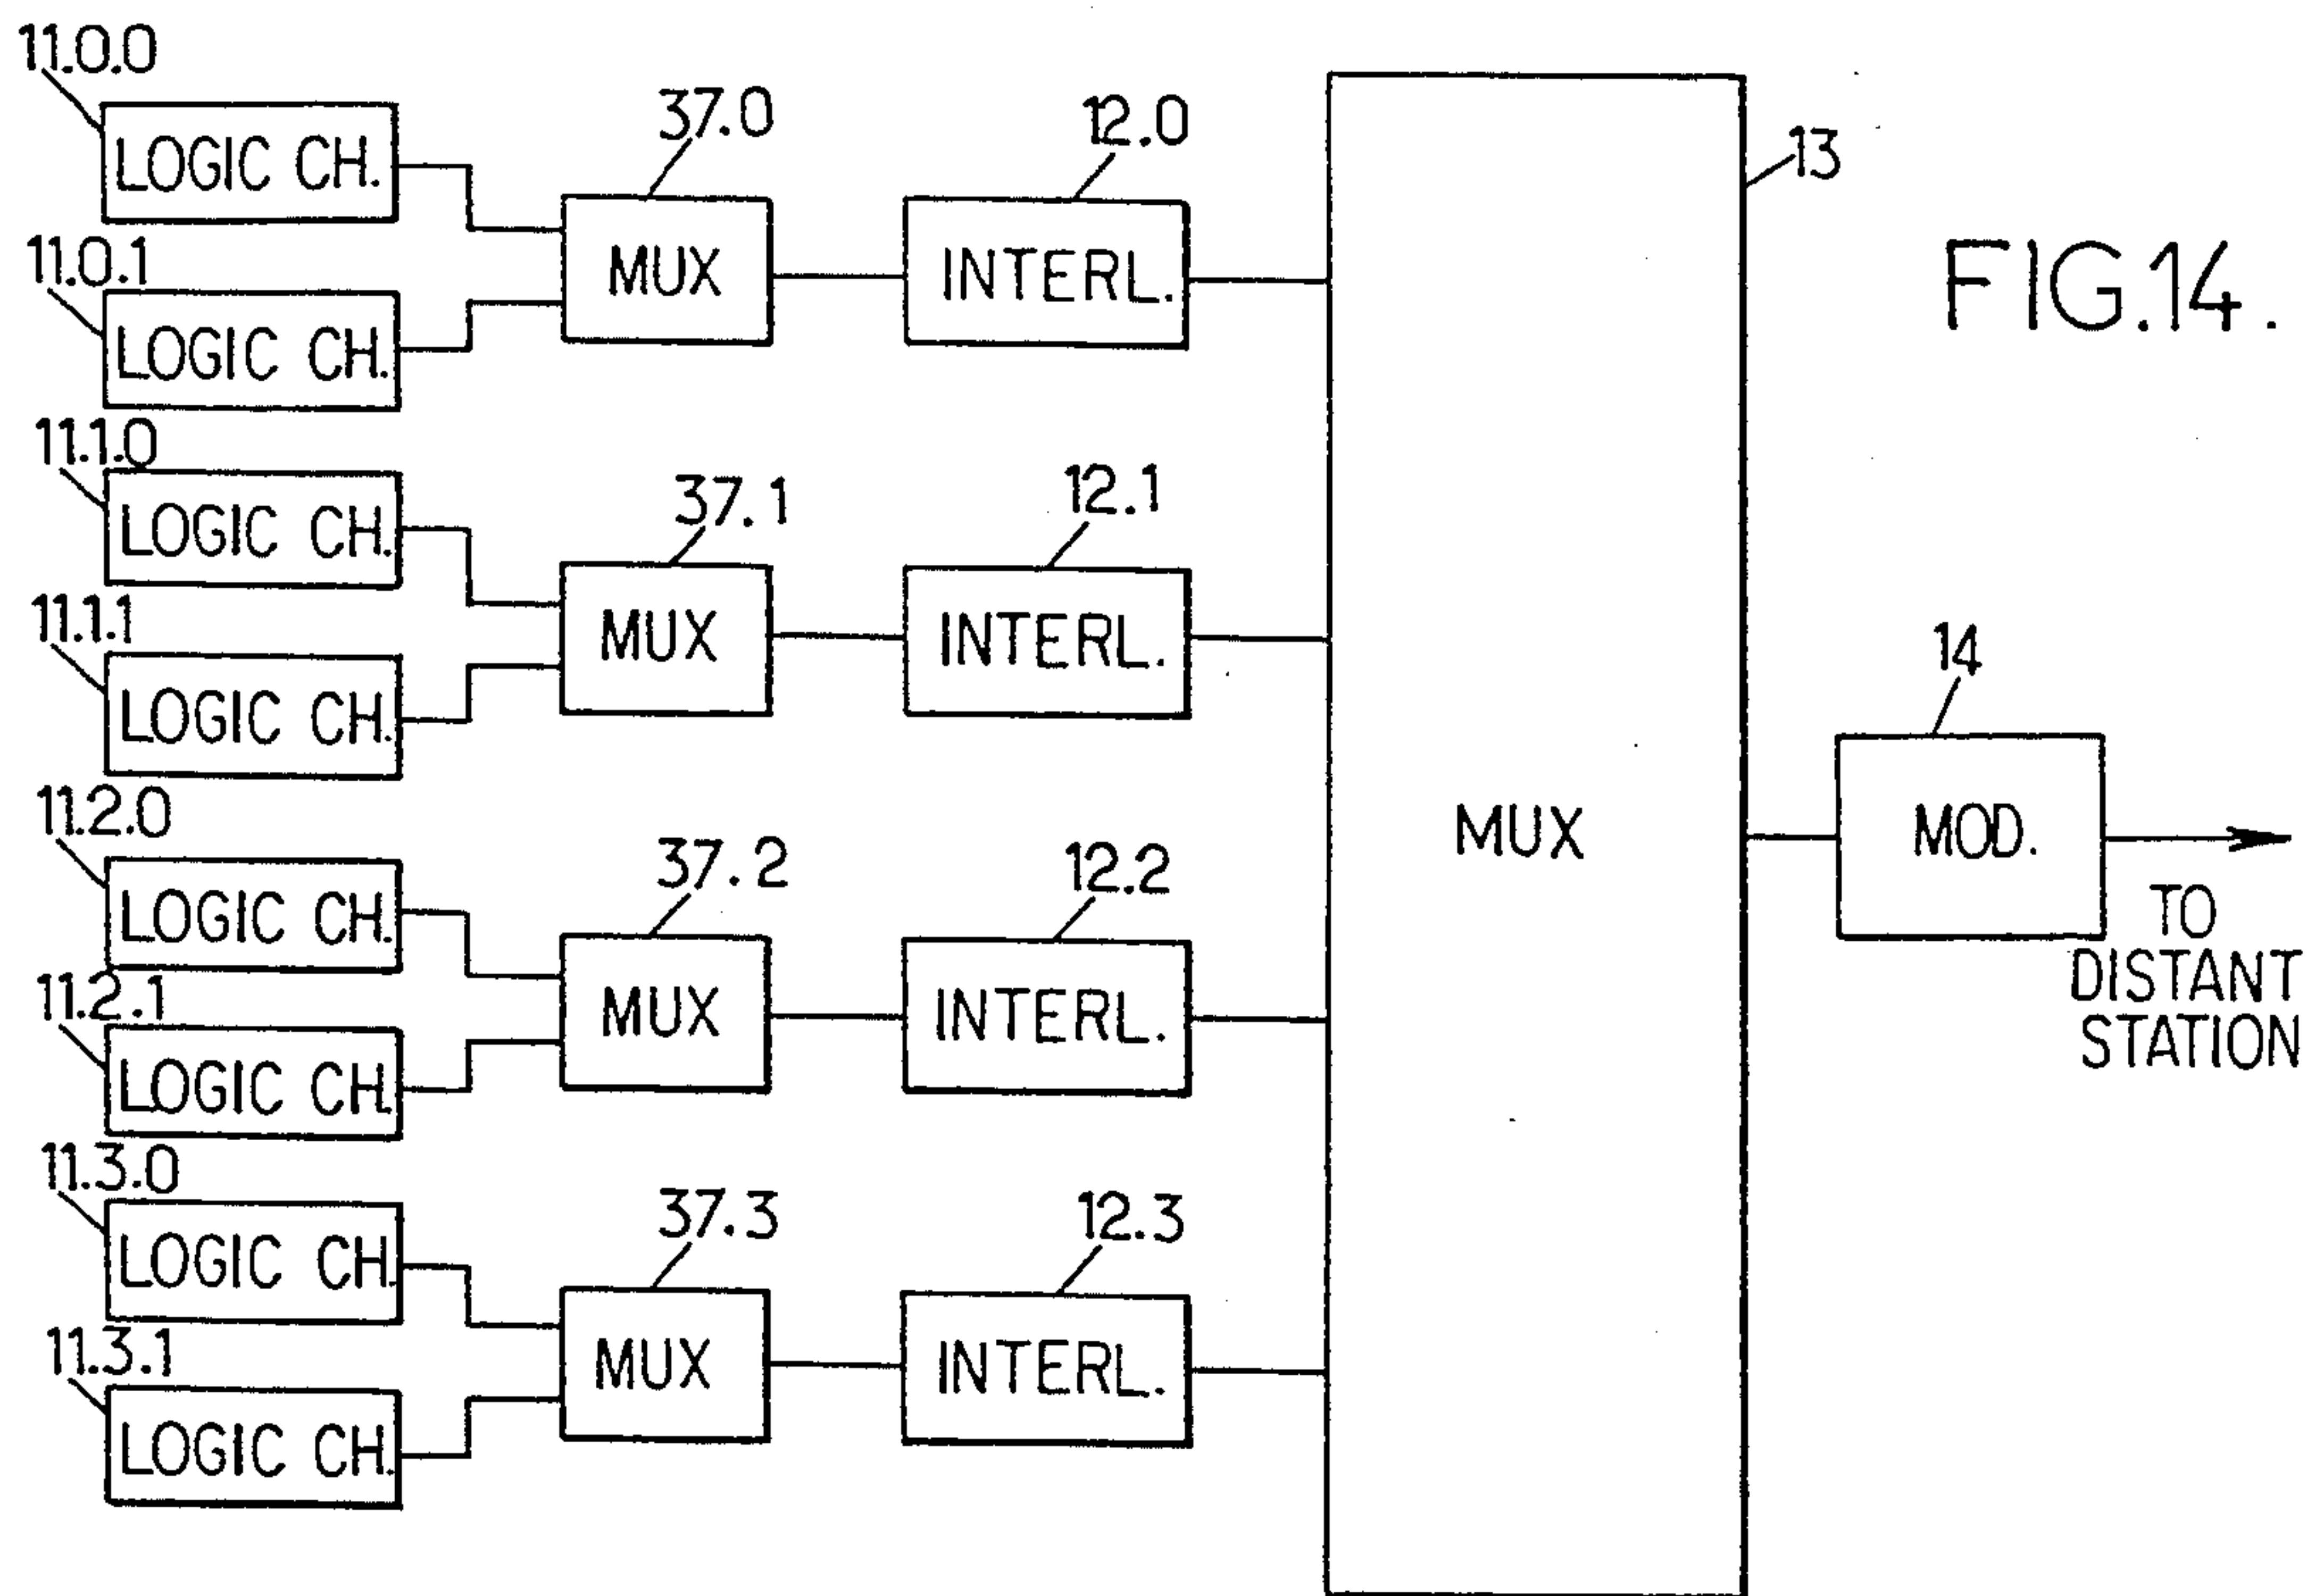 11.0.0
LOGIC CH.
37.0
12.0
13
MUX
INTERL.
FIG.14.
11.0.1
LOGIC CH.
11.1.0
LOGIC CH.
37.1
12.1
MUX
INTERL.
11.1.1
LOGIC CH.
14
MUX
MOD.
TO
DISTANT
STATION
11.2.0
LOGIC CH.
37.2
12.2
MUX
INTERL.
11.2.1
LOGIC CH.
11.3.0
LOGIC CH.
37.3
12.3
MUX
INTERL.
11.3.1
LOGIC CH.